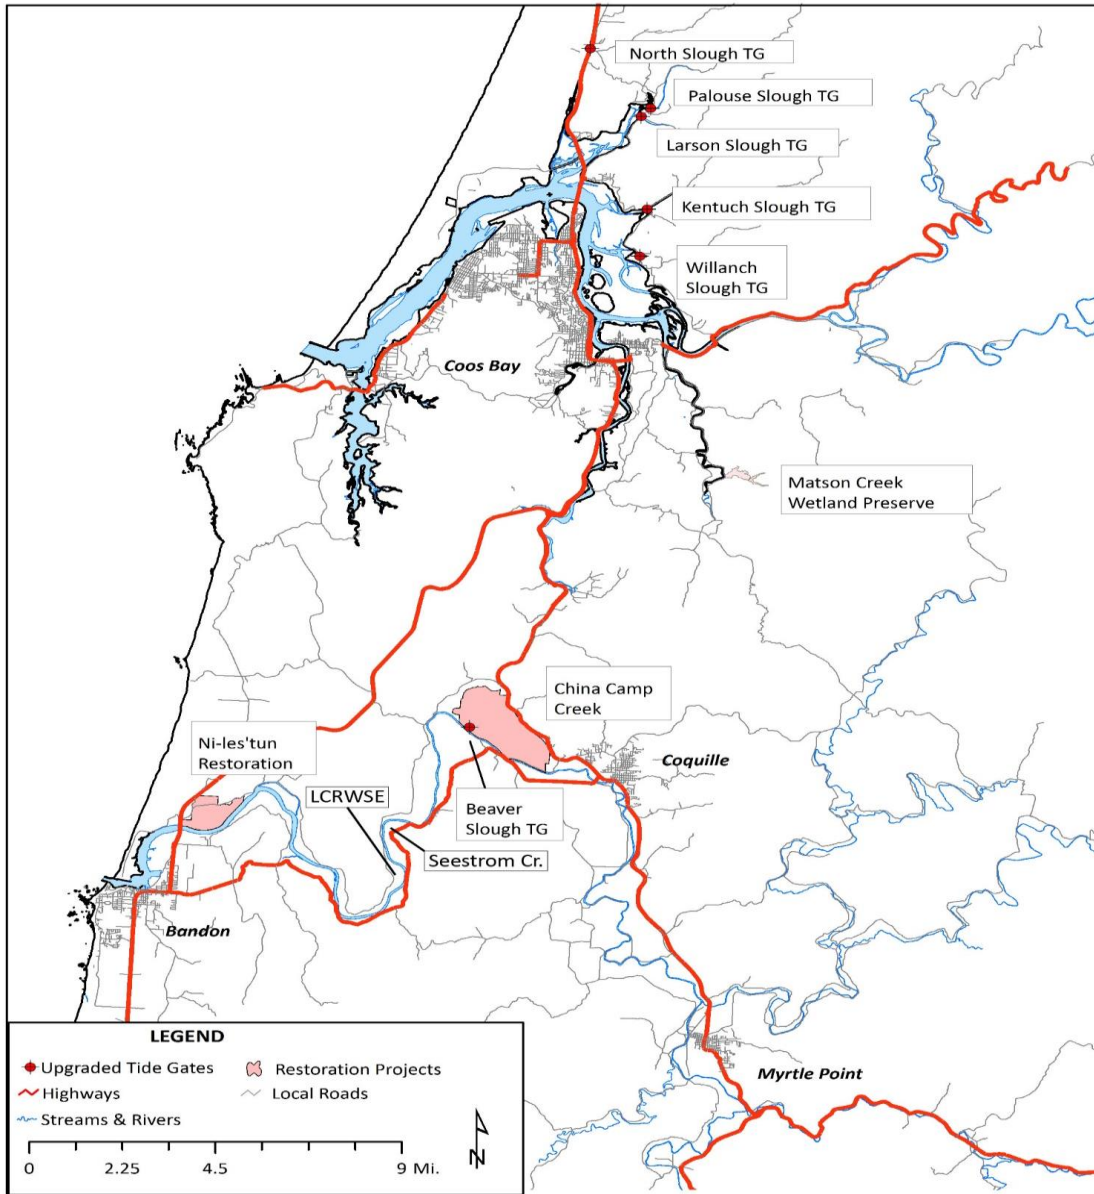 North Slough TG
Palouse Slough TG
Larson Slough TG
Kentuch Slough TG
Willanch
Slough TG
Coos Bay
Matson Creek
Wetland Preserve
China Camp
Creek
Ni-les'tun
Restoration
Coquille
LCRWSE
Beaver
Slough TG
Seestrom Cr.
Bandon
Myrtle Point
LEGEND
Upgraded Tide Gates
Restoration Projects
Highways
Local Roads
Streams & Rivers
0 2.25 4.5 9 Mi.
N